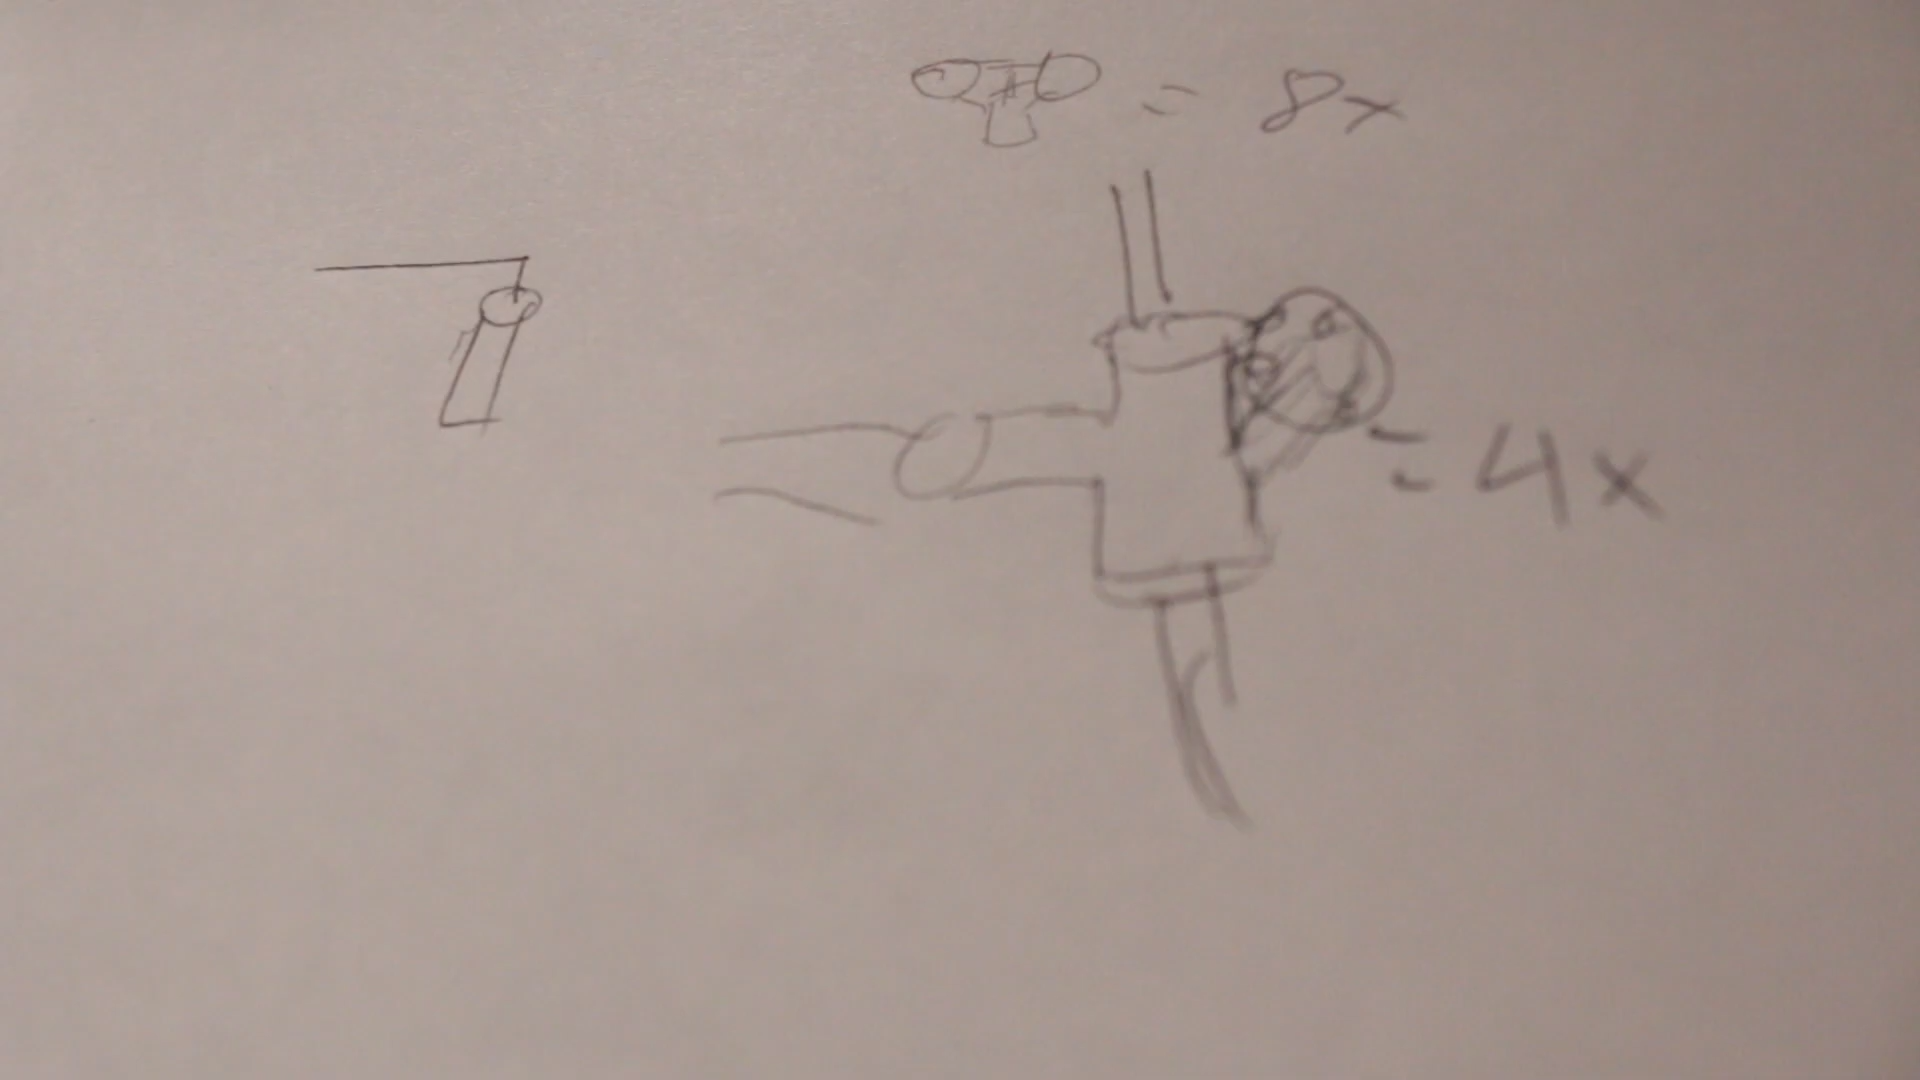 = 8x
= 4x